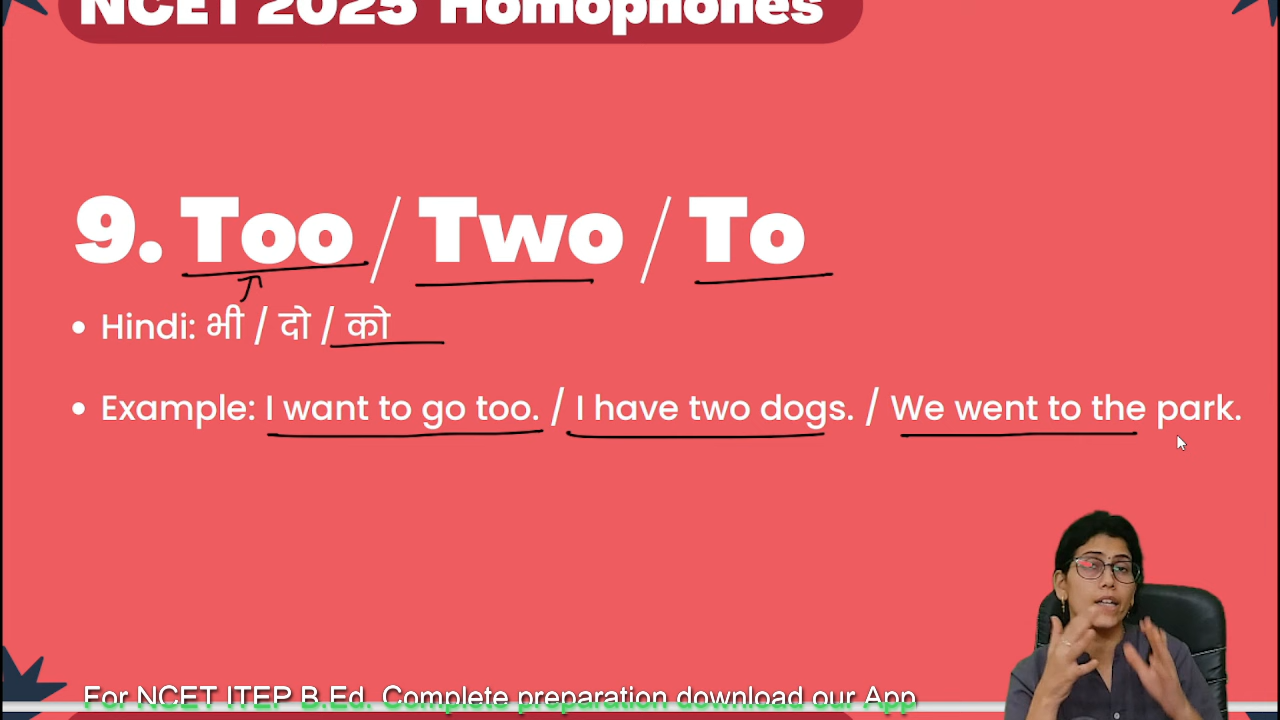 NCET 2025 Homophones
9. Too / Two / To
• Hindi: भी / दो / को
• Example: I want to go too. / I have two dogs. / We went to the park.
For NCET ITEP B.Ed. Complete preparation download our App